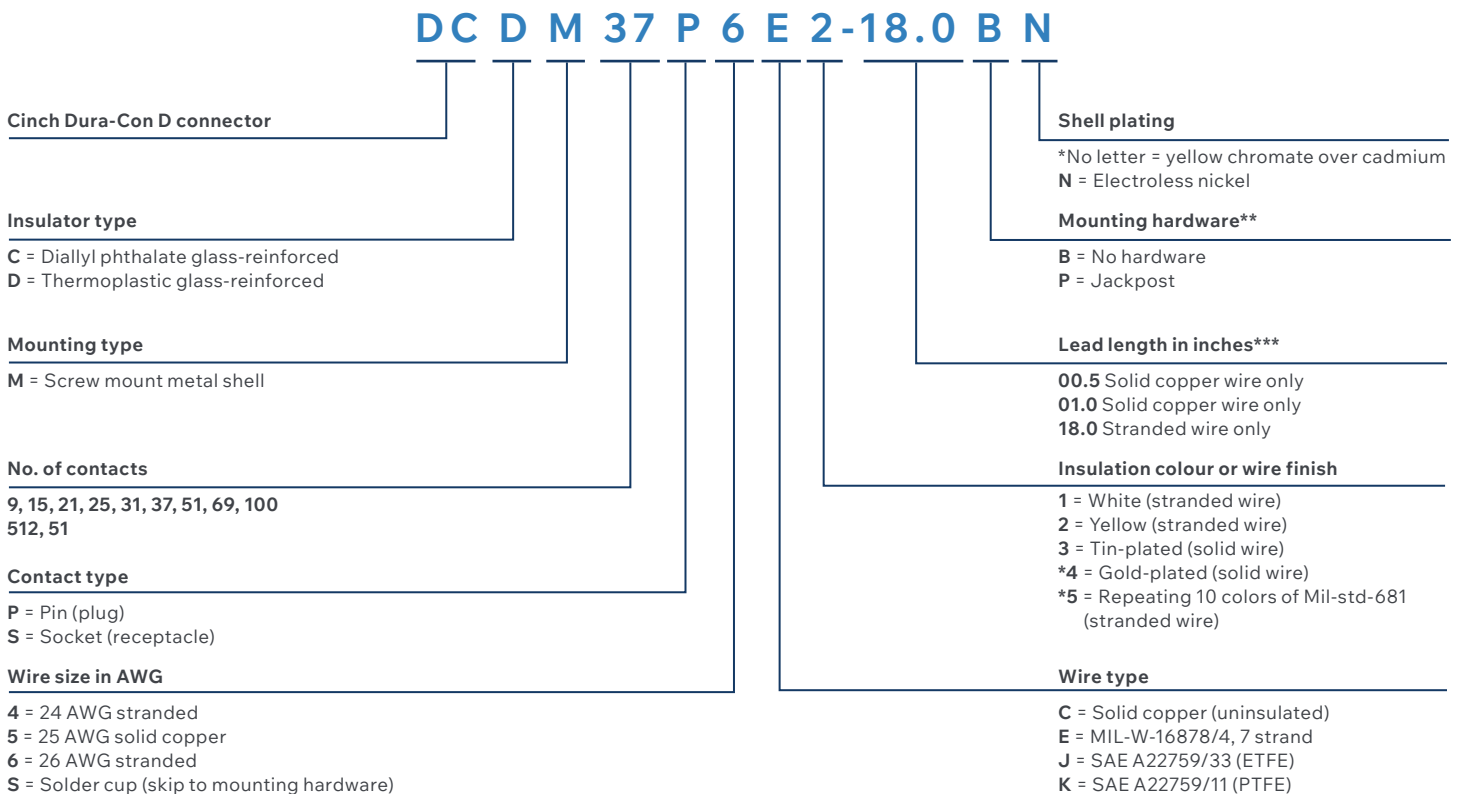 DC D M 37 P 6 E 2-18.0 B N
Cinch Dura-Con D connector
Insulator type
C = Diallyl phthalate glass-reinforced
D = Thermoplastic glass-reinforced
Mounting type
M = Screw mount metal shell
No. of contacts
9, 15, 21, 25, 31, 37, 51, 69, 100
512, 51
Contact type
P = Pin (plug)
S = Socket (receptacle)
Wire size in AWG
4 = 24 AWG stranded
5 = 25 AWG solid copper
6 = 26 AWG stranded
S = Solder cup (skip to mounting hardware)
Shell plating
*No letter = yellow chromate over cadmium
N = Electroless nickel
Mounting hardware**
B = No hardware
P = Jackpost
Lead length in inches***
00.5 Solid copper wire only
01.0 Solid copper wire only
18.0 Stranded wire only
Insulation colour or wire finish
1 = White (stranded wire)
2 = Yellow (stranded wire)
3 = Tin-plated (solid wire)
*4 = Gold-plated (solid wire)
*5 = Repeating 10 colors of Mil-std-681
(stranded wire)
Wire type
C = Solid copper (uninsulated)
E = MIL-W-16878/4, 7 strand
J = SAE A22759/33 (ETFE)
K = SAE A22759/11 (PTFE)